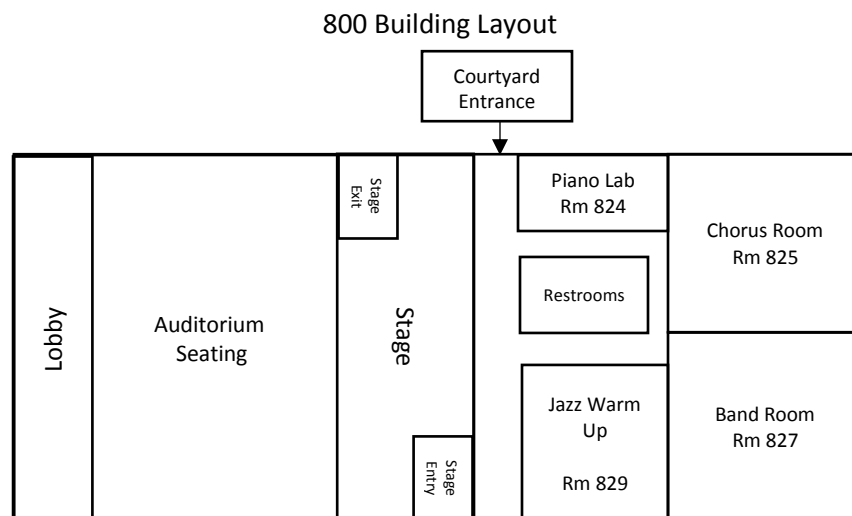 800 Building Layout
Courtyard
Entrance
Stage
Exit
Piano Lab
Rm 824
Chorus Room
Rm 825
Restrooms
Lobby
Auditorium
Seating
Stage
Jazz Warm
Up
Rm 829
Band Room
Rm 827
Stage
Entry